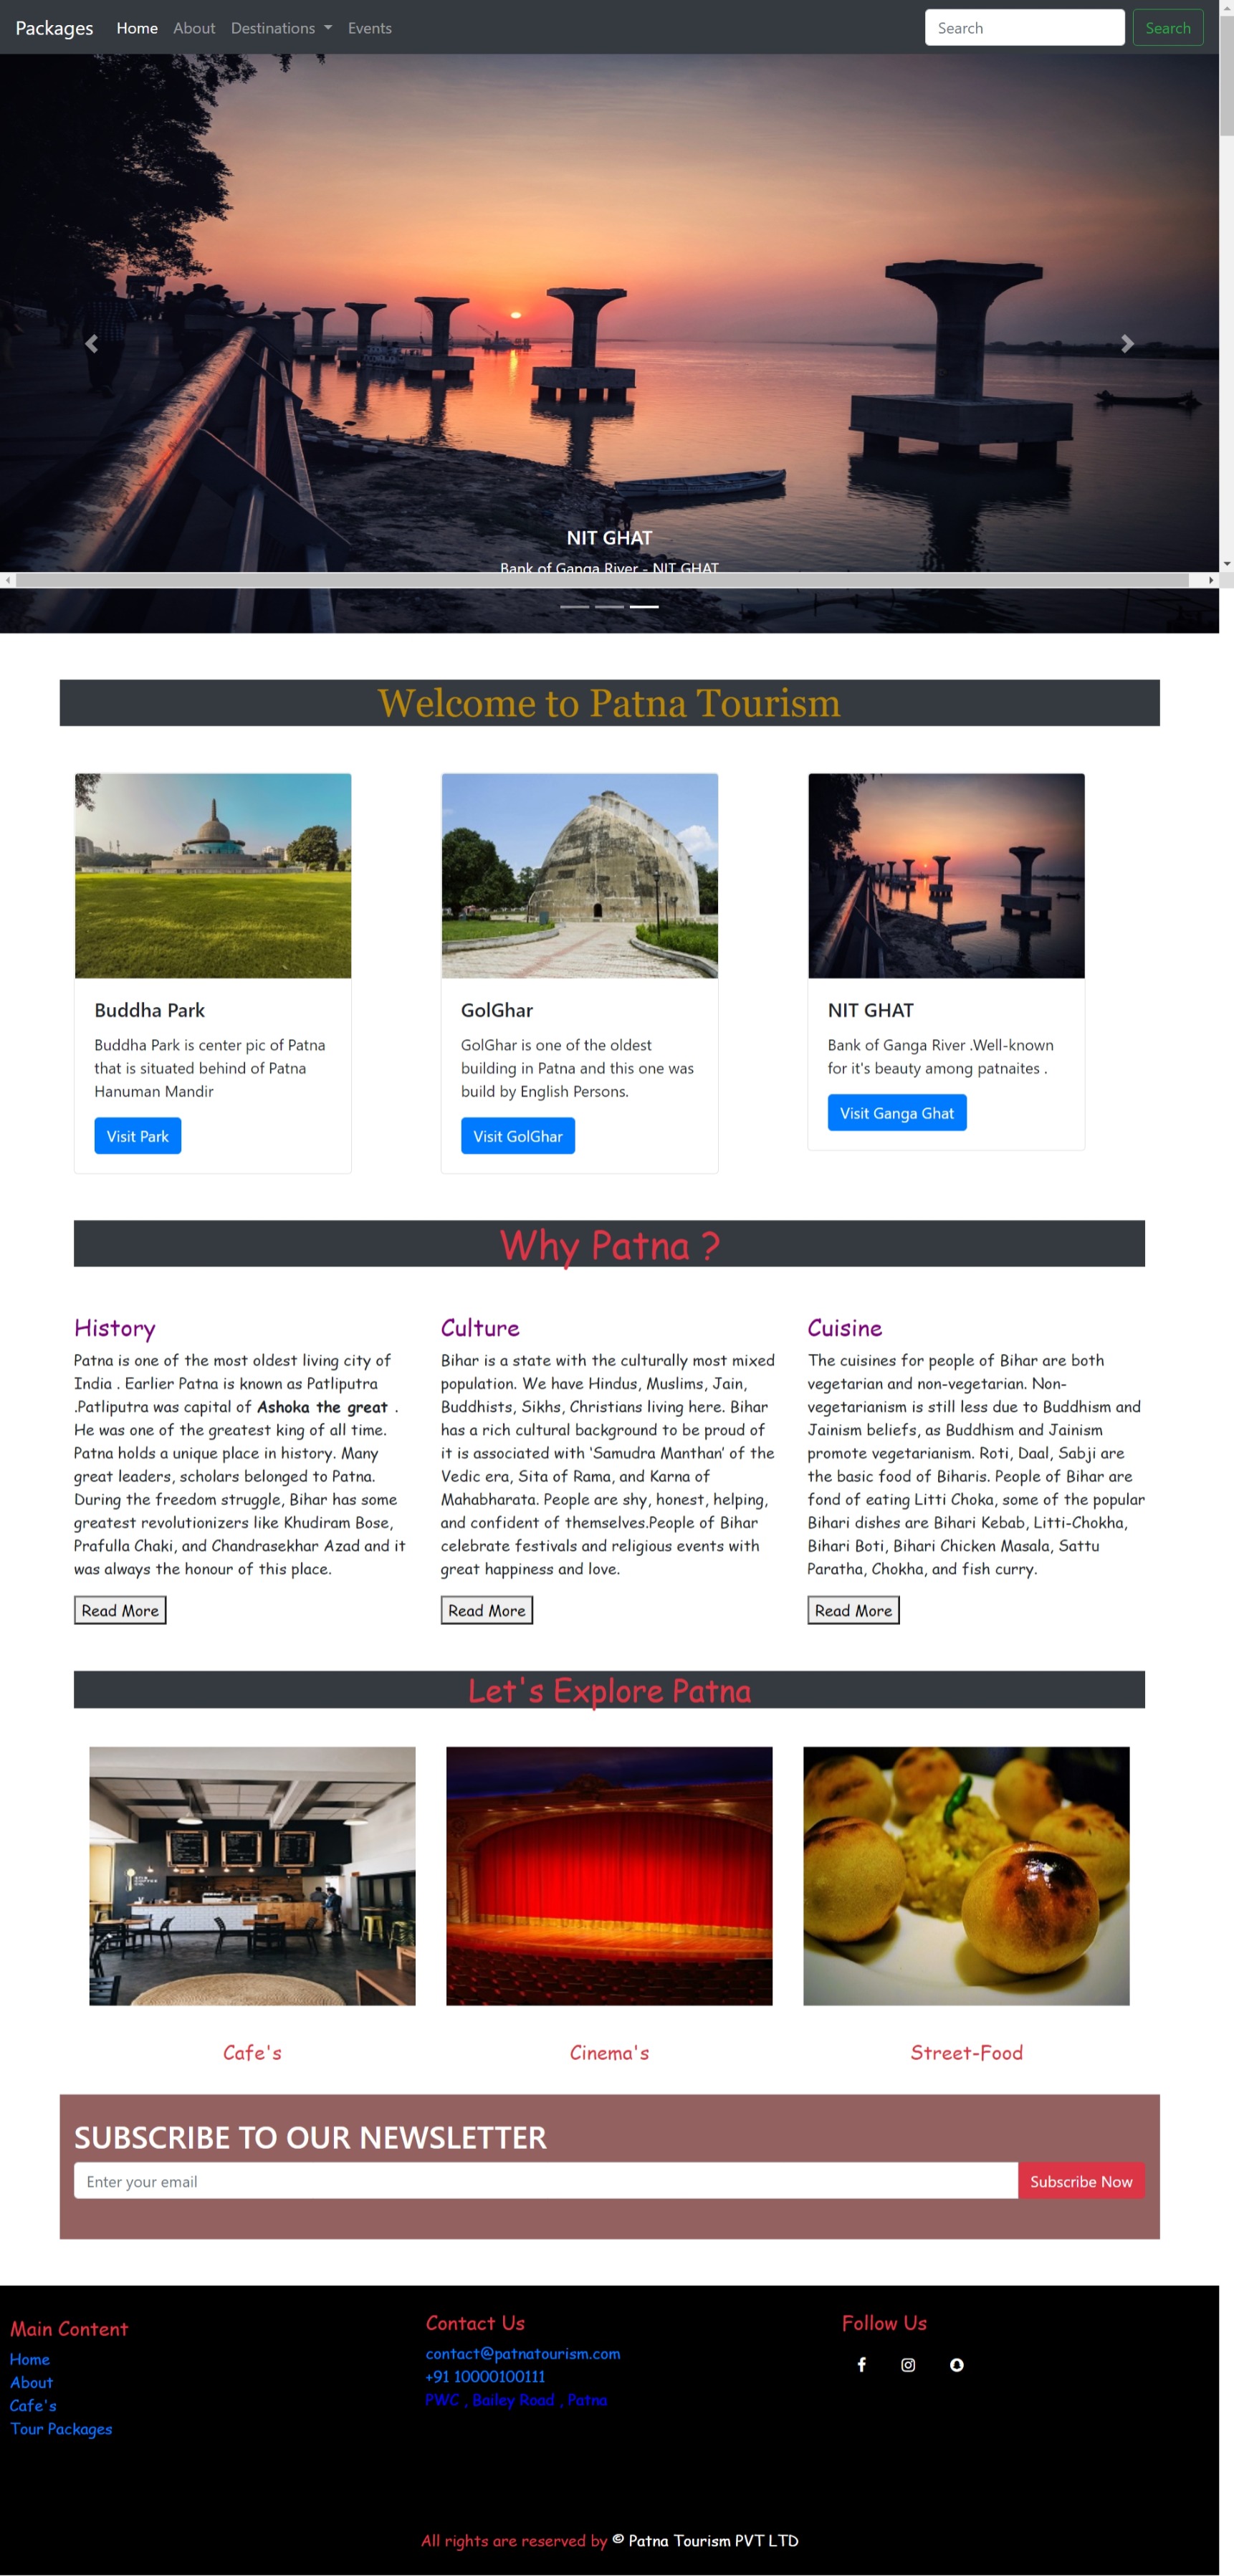 Packages Home About Destinations Events Search Search
NIT GHAT
Bank of Ganga River - NIT GHAT
Welcome to Patna Tourism
Buddha Park
Buddha Park is center pic of Patna
that is situated behind of Patna
Hanuman Mandir
Visit Park
GolGhar
GolGhar is one of the oldest
building in Patna and this one was
build by English Persons.
Visit GolGhar
NIT GHAT
Bank of Ganga River .Well-known
for it's beauty among patnaites .
Visit Ganga Ghat
Why Patna ?
History
Patna is one of the most oldest living city of
India . Earlier Patna is known as Patliputra
.Patliputra was capital of Ashoka the great .
He was one of the greatest king of all time.
Patna holds a unique place in history. Many
great leaders, scholars belonged to Patna.
During the freedom struggle, Bihar has some
greatest revolutionizers like Khudiram Bose,
Prafulla Chaki, and Chandrasekhar Azad and it
was always the honour of this place.
Read More
Culture
Bihar is a state with the culturally most mixed
population. We have Hindus, Muslims, Jain,
Buddhists, Sikhs, Christians living here. Bihar
has a rich cultural background to be proud of
it is associated with 'Samudra Manthan' of the
Vedic era, Sita of Rama, and Karna of
Mahabharata. People are shy, honest, helping,
and confident of themselves.People of Bihar
celebrate festivals and religious events with
great happiness and love.
Read More
Cuisine
The cuisines for people of Bihar are both
vegetarian and non-vegetarian. Non-
vegetarianism is still less due to Buddhism and
Jainism beliefs, as Buddhism and Jainism
promote vegetarianism. Roti, Daal, Sabji are
the basic food of Biharis. People of Bihar are
fond of eating Litti Choka, some of the popular
Bihari dishes are Bihari Kebab, Litti-Chokha,
Bihari Boti, Bihari Chicken Masala, Sattu
Paratha, Chokha, and fish curry.
Read More
Let's Explore Patna
Cafe's
Cinema's
Street-Food
SUBSCRIBE TO OUR NEWSLETTER
Enter your email
Subscribe Now
Main Content
Home
About
Cafe's
Tour Packages
Contact Us
contact@patnatourism.com
+91 10000100111
PWC , Bailey Road , Patna
Follow Us
All rights are reserved by © Patna Tourism PVT LTD